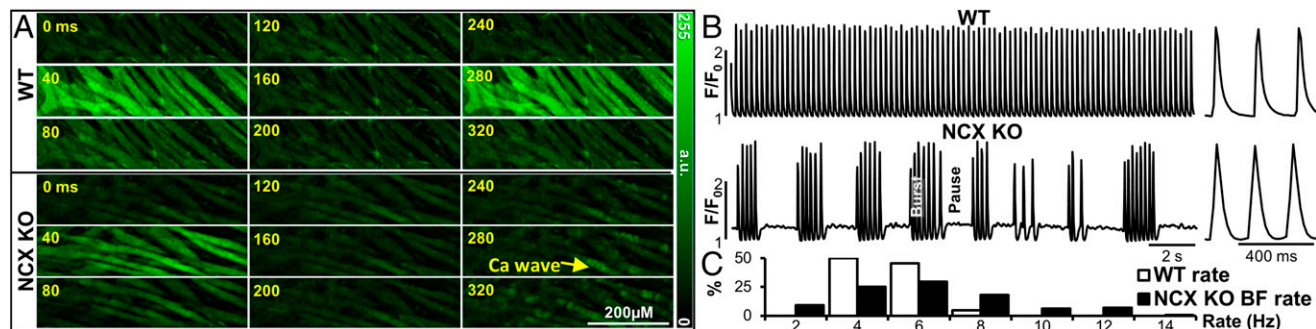 A
WT
0 ms
120
240
40
160
280
80
200
320
NCX KO
0 ms
120
240
40
160
280
Ca wave
80
200
320
200μM
255
a.u.
0
B
WT
F/F0
2
1
NCX KO
F/F0
2
1
Burst
Pause
2 s
400 ms
C
%
50
25
0
WT rate
NCX KO BF rate
2 4 6 8 10 12 14
Rate (Hz)